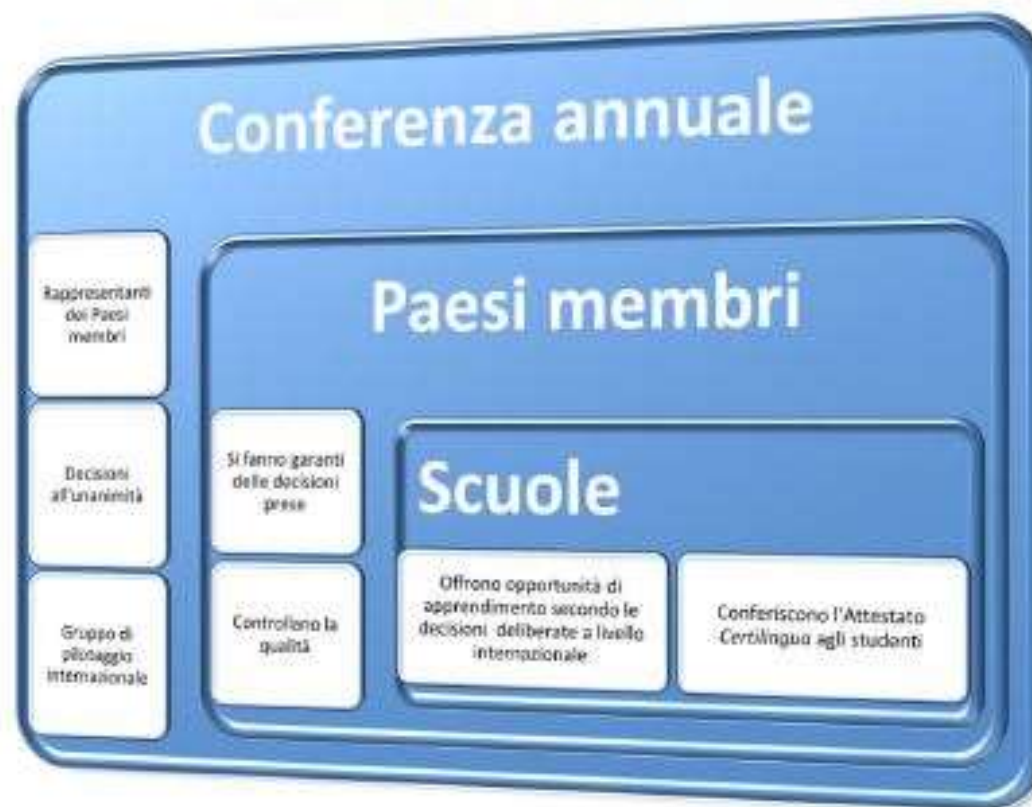 Conferenza annuale
Rappresentanti
dei Paesi
membri
Decisioni
all'unanimità
Gruppo di
pilotaggio
internazionale
Paesi membri
Si fanno garanti
delle decisioni
prese
Controllano la
qualità
Scuole
Offrono opportunità di
apprendimento secondo le
decisioni deliberate a livello
internazionale
Conferiscono l'Attestato
Certilingua agli studenti